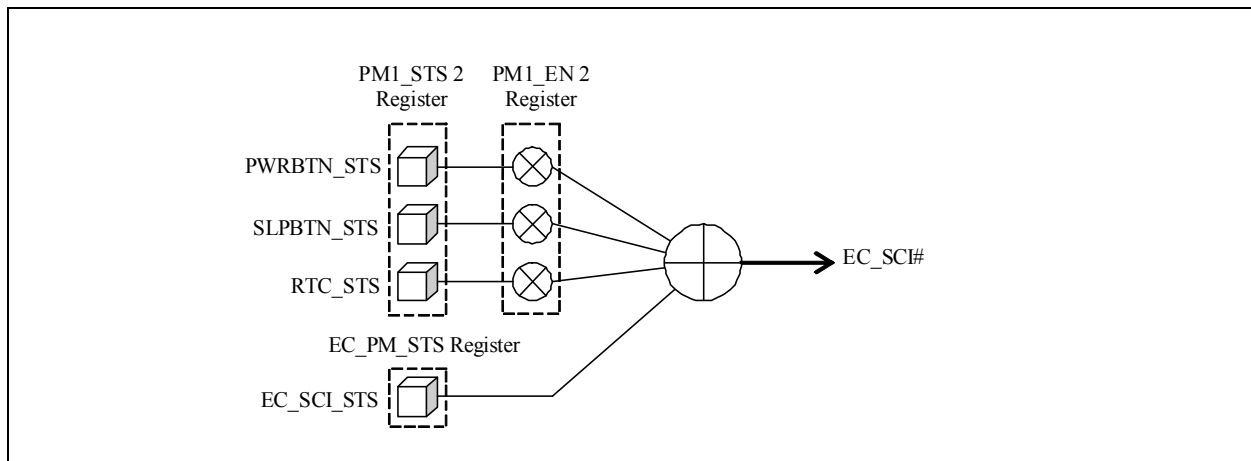 PM1_STS 2
Register
PM1_EN 2
Register
PWRBTN_STS
SLPBTN_STS
RTC_STS
EC_SCI#
EC_PM_STS Register
EC_SCI_STS